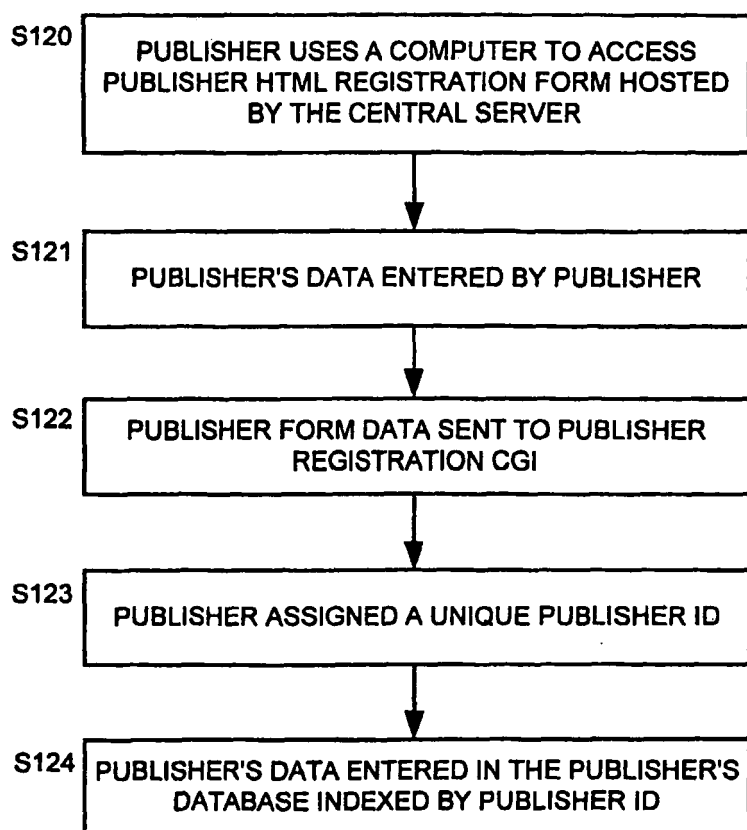 S120
PUBLISHER USES A COMPUTER TO ACCESS
PUBLISHER HTML REGISTRATION FORM HOSTED
BY THE CENTRAL SERVER
S121
PUBLISHER'S DATA ENTERED BY PUBLISHER
S122
PUBLISHER FORM DATA SENT TO PUBLISHER
REGISTRATION CGI
S123
PUBLISHER ASSIGNED A UNIQUE PUBLISHER ID
S124
PUBLISHER'S DATA ENTERED IN THE PUBLISHER'S
DATABASE INDEXED BY PUBLISHER ID